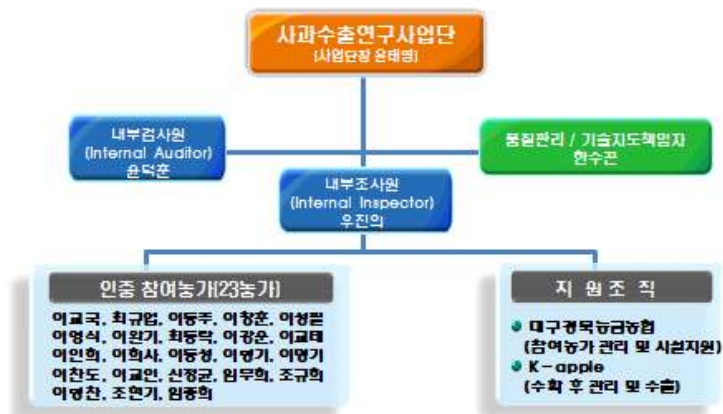 사과수출연구사업단
(사업단장 윤태명)
내부검사원
(Internal Auditor)
윤덕훈
품질관리 / 기술지도책임자
한수곤
내부조사원
(Internal Inspector)
우진의
인증 참여농가(23농가)
이교국, 최규업, 이동주, 이창훈, 이성필
이영식, 이완기, 최동락, 이강운, 이교태
이인희, 이희사, 이동성, 이병기, 이명기
이찬도, 이교인, 신정균, 임무희, 조규희
이병찬, 조현기, 임종희
지 원 조 직
대구경북능금농협
(참여농가 관리 및 시설지원)
K-apple
(수확 후 관리 및 수출)